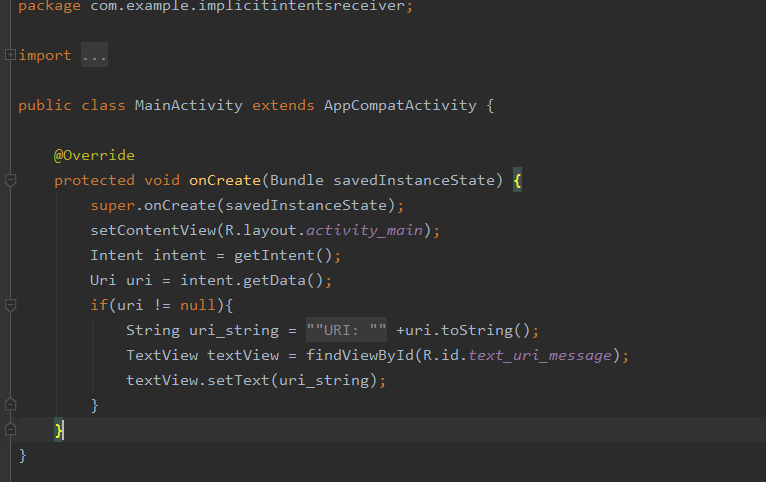 package com.example.implicitintentsreceiver;
import ...
public class MainActivity extends AppCompatActivity {
@Override
protected void onCreate(Bundle savedInstanceState) {
super.onCreate(savedInstanceState);
setContentView(R.layout.activity_main);
Intent intent = getIntent();
Uri uri = intent.getData();
if(uri != null){
String uri_string = ""URI: "" +uri.toString();
TextView textView = findViewById(R.id.text_uri_message);
textView.setText(uri_string);
}
}
}